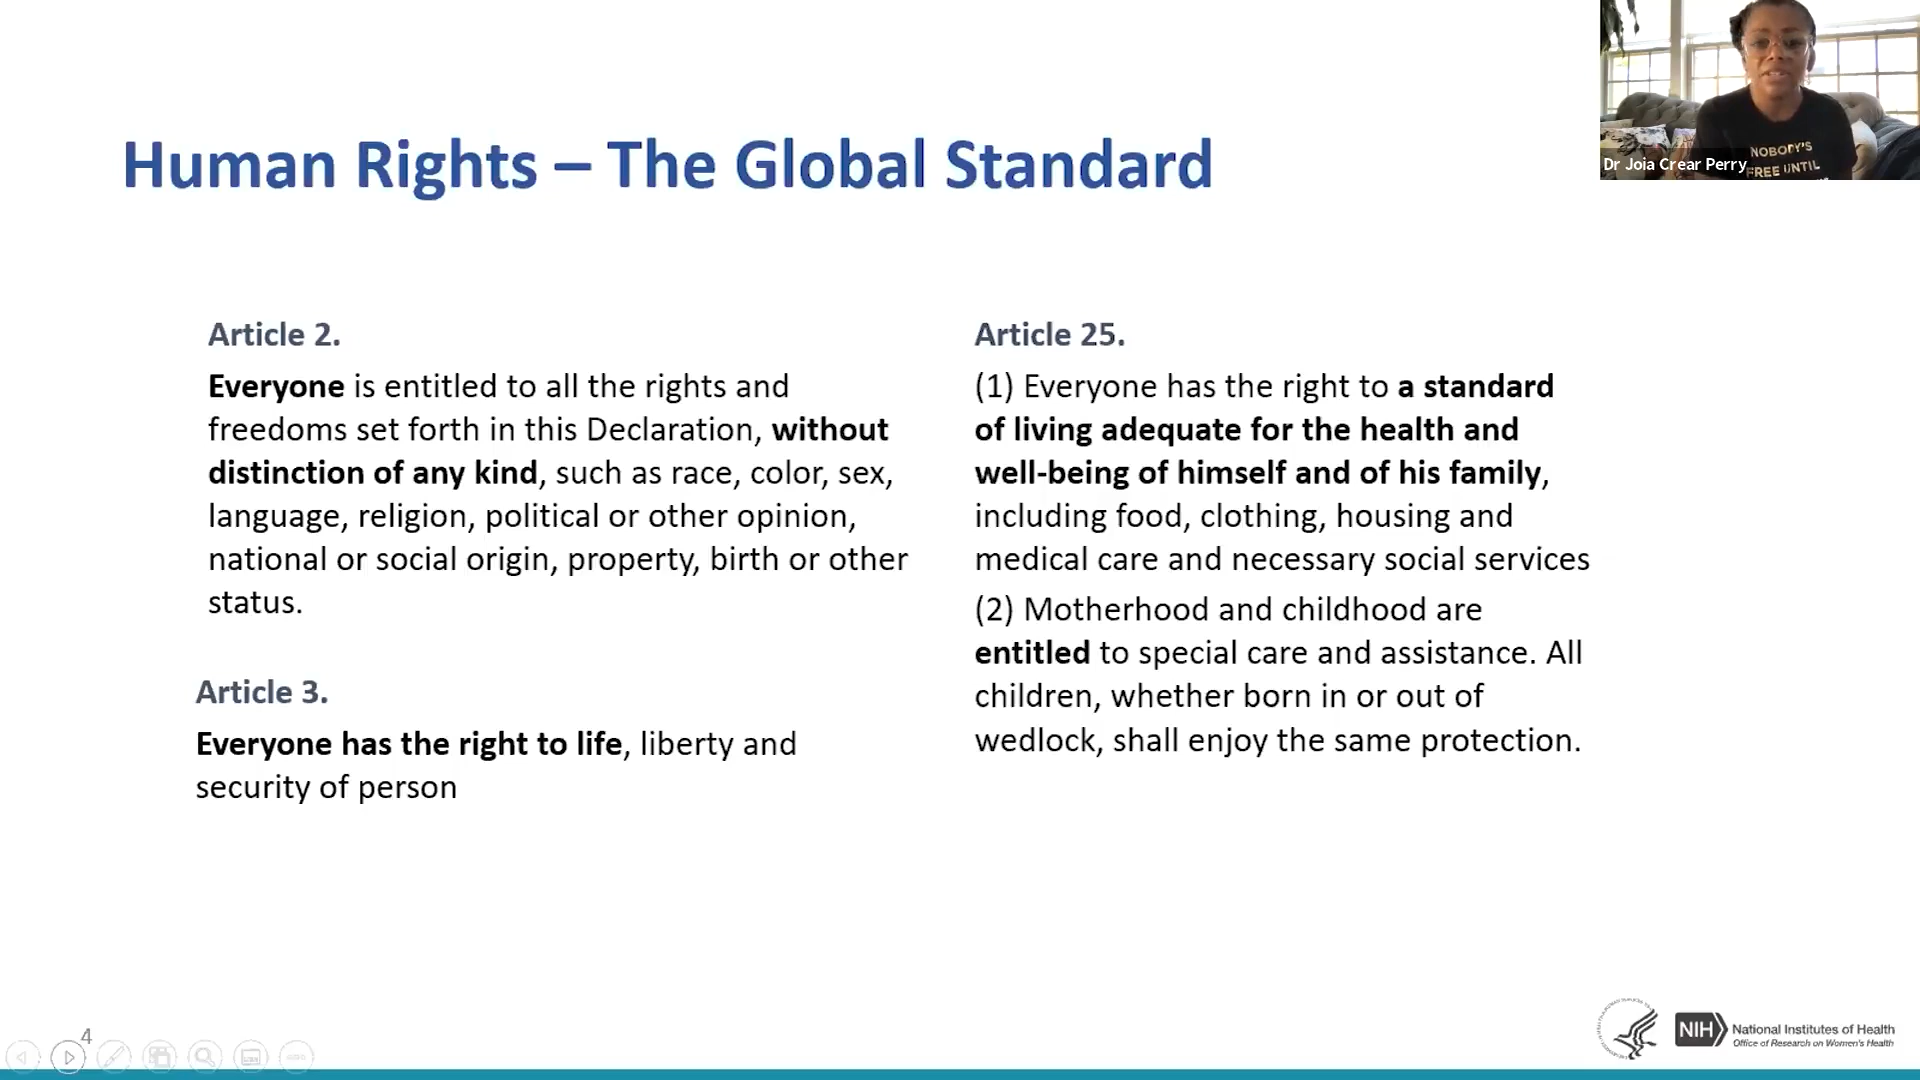 Human Rights – The Global Standard
Article 2.
Everyone is entitled to all the rights and
freedoms set forth in this Declaration, without
distinction of any kind, such as race, color, sex,
language, religion, political or other opinion,
national or social origin, property, birth or other
status.
Article 3.
Everyone has the right to life, liberty and
security of person
Article 25.
(1) Everyone has the right to a standard
of living adequate for the health and
well-being of himself and of his family,
including food, clothing, housing and
medical care and necessary social services
(2) Motherhood and childhood are
entitled to special care and assistance. All
children, whether born in or out of
wedlock, shall enjoy the same protection.
NOBODY'S
FREE UNTIL
Dr Joia Crear Perry
4
NIH
National Institutes of Health
Office of Research on Women's Health